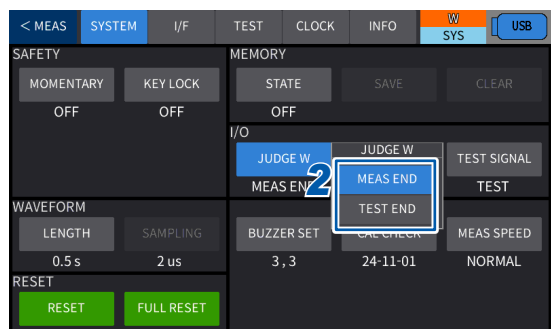 < MEAS SYSTEM I/F TEST CLOCK INFO W SYS USB
SAFETY
MOMENTARY KEY LOCK
OFF OFF
MEMORY
STATE SAVE CLEAR
OFF
I/O
JUDGE W TEST SIGNAL
MEAS END TEST
JUDGE W
MEAS END
TEST END
2
WAVEFORM
LENGTH SAMPLING
0.5 s 2 us
BUZZER SET CAL CHECK MEAS SPEED
3 , 3 24-11-01 NORMAL
RESET
RESET FULL RESET